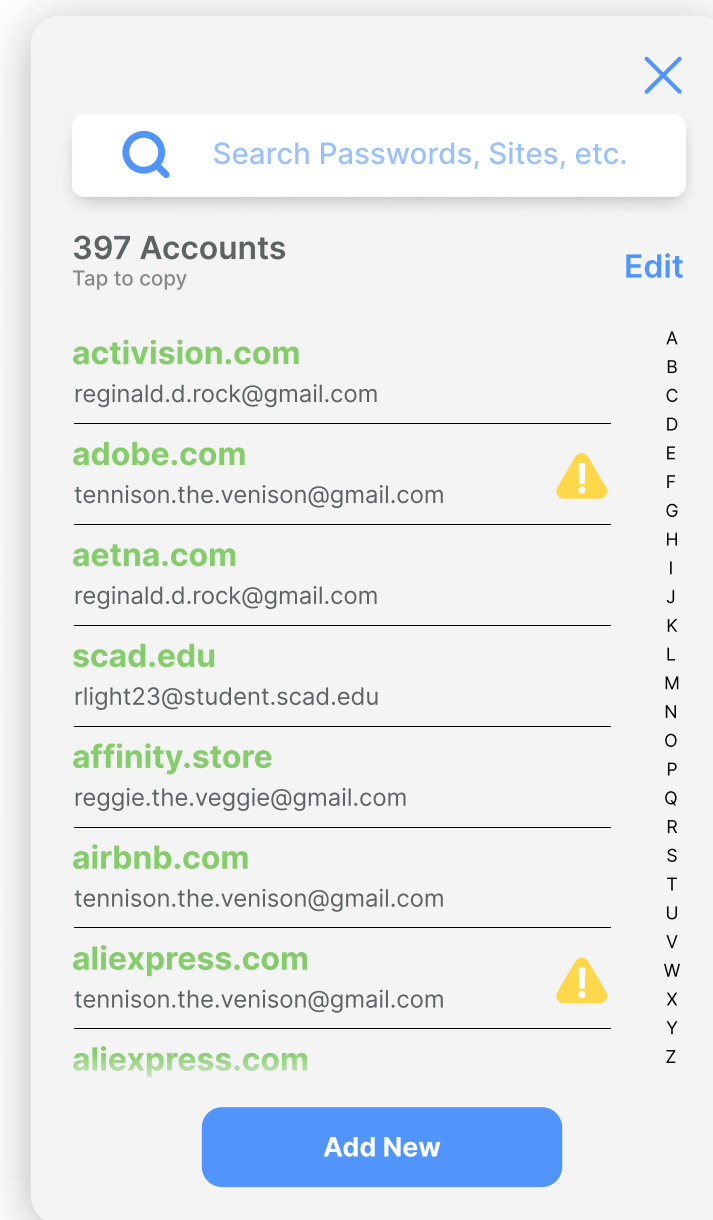 Search Passwords, Sites, etc.
397 Accounts
Tap to copy
Edit
activision.com
reginald.d.rock@gmail.com
adobe.com
tennison.the.venison@gmail.com
aetna.com
reginald.d.rock@gmail.com
scad.edu
rlight23@student.scad.edu
affinity.store
reggie.the.veggie@gmail.com
airbnb.com
tennison.the.venison@gmail.com
aliexpress.com
tennison.the.venison@gmail.com
aliexpress.com
A
B
C
D
E
F
G
H
I
J
K
L
M
N
O
P
Q
R
S
T
U
V
W
X
Y
Z
Add New